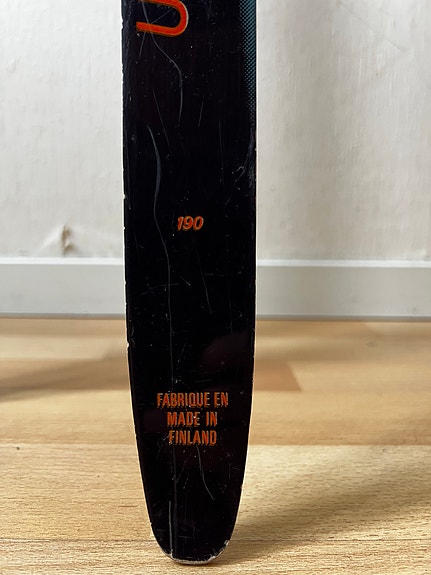 190
FABRIQUE EN
MADE IN
FINLAND